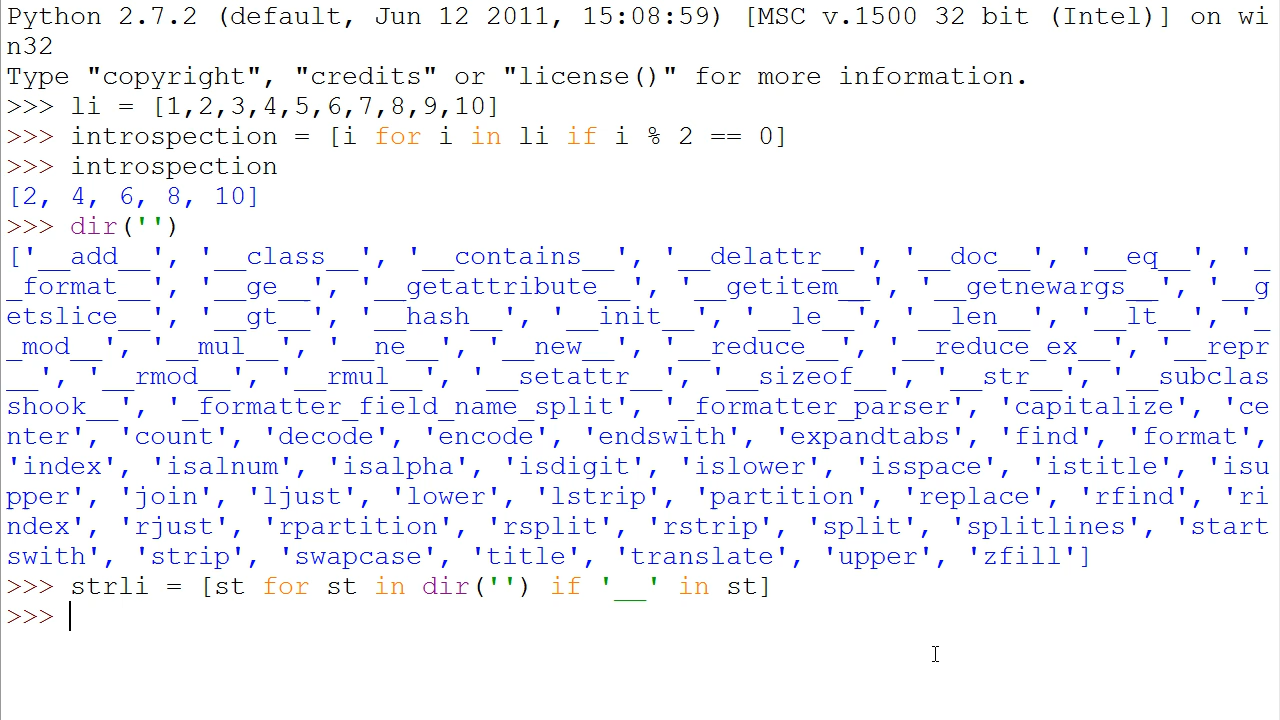 Python 2.7.2 (default, Jun 12 2011, 15:08:59) [MSC v.1500 32 bit (Intel)] on wi
n32
Type "copyright", "credits" or "license()" for more information.
>>> li = [1,2,3,4,5,6,7,8,9,10]
>>> introspection = [i for i in li if i % 2 == 0]
>>> introspection
[2, 4, 6, 8, 10]
>>> dir('')
['__add__', '__class__', '__contains__', '__delattr__', '__doc__', '__eq__', '_
_format__', '__ge__', '__getattribute__', '__getitem__', '__getnewargs__', '__g
etslice__', '__gt__', '__hash__', '__init__', '__le__', '__len__', '__lt__', '_
_mod__', '__mul__', '__ne__', '__new__', '__reduce__', '__reduce_ex__', '__repr
__', '__rmod__', '__rmul__', '__setattr__', '__sizeof__', '__str__', '__subclas
shook__', '_formatter_field_name_split', '_formatter_parser', 'capitalize', 'ce
nter', 'count', 'decode', 'encode', 'endswith', 'expandtabs', 'find', 'format',
'index', 'isalnum', 'isalpha', 'isdigit', 'islower', 'isspace', 'istitle', 'isu
pper', 'join', 'ljust', 'lower', 'lstrip', 'partition', 'replace', 'rfind', 'ri
ndex', 'rjust', 'rpartition', 'rsplit', 'rstrip', 'split', 'splitlines', 'start
swith', 'strip', 'swapcase', 'title', 'translate', 'upper', 'zfill']
>>> strli = [st for st in dir('') if '__' in st]
>>>